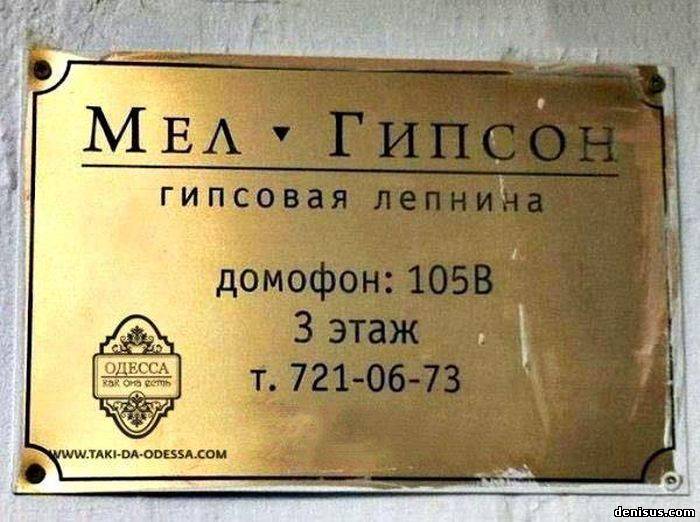 Мел ▾ Гипсон
гипсовая лепнина
домофон: 105В
3 этаж
т. 721-06-73
ОДЕССА
как она есть
WWW.TAKI-DA-ODESSA.COM
denisus.com